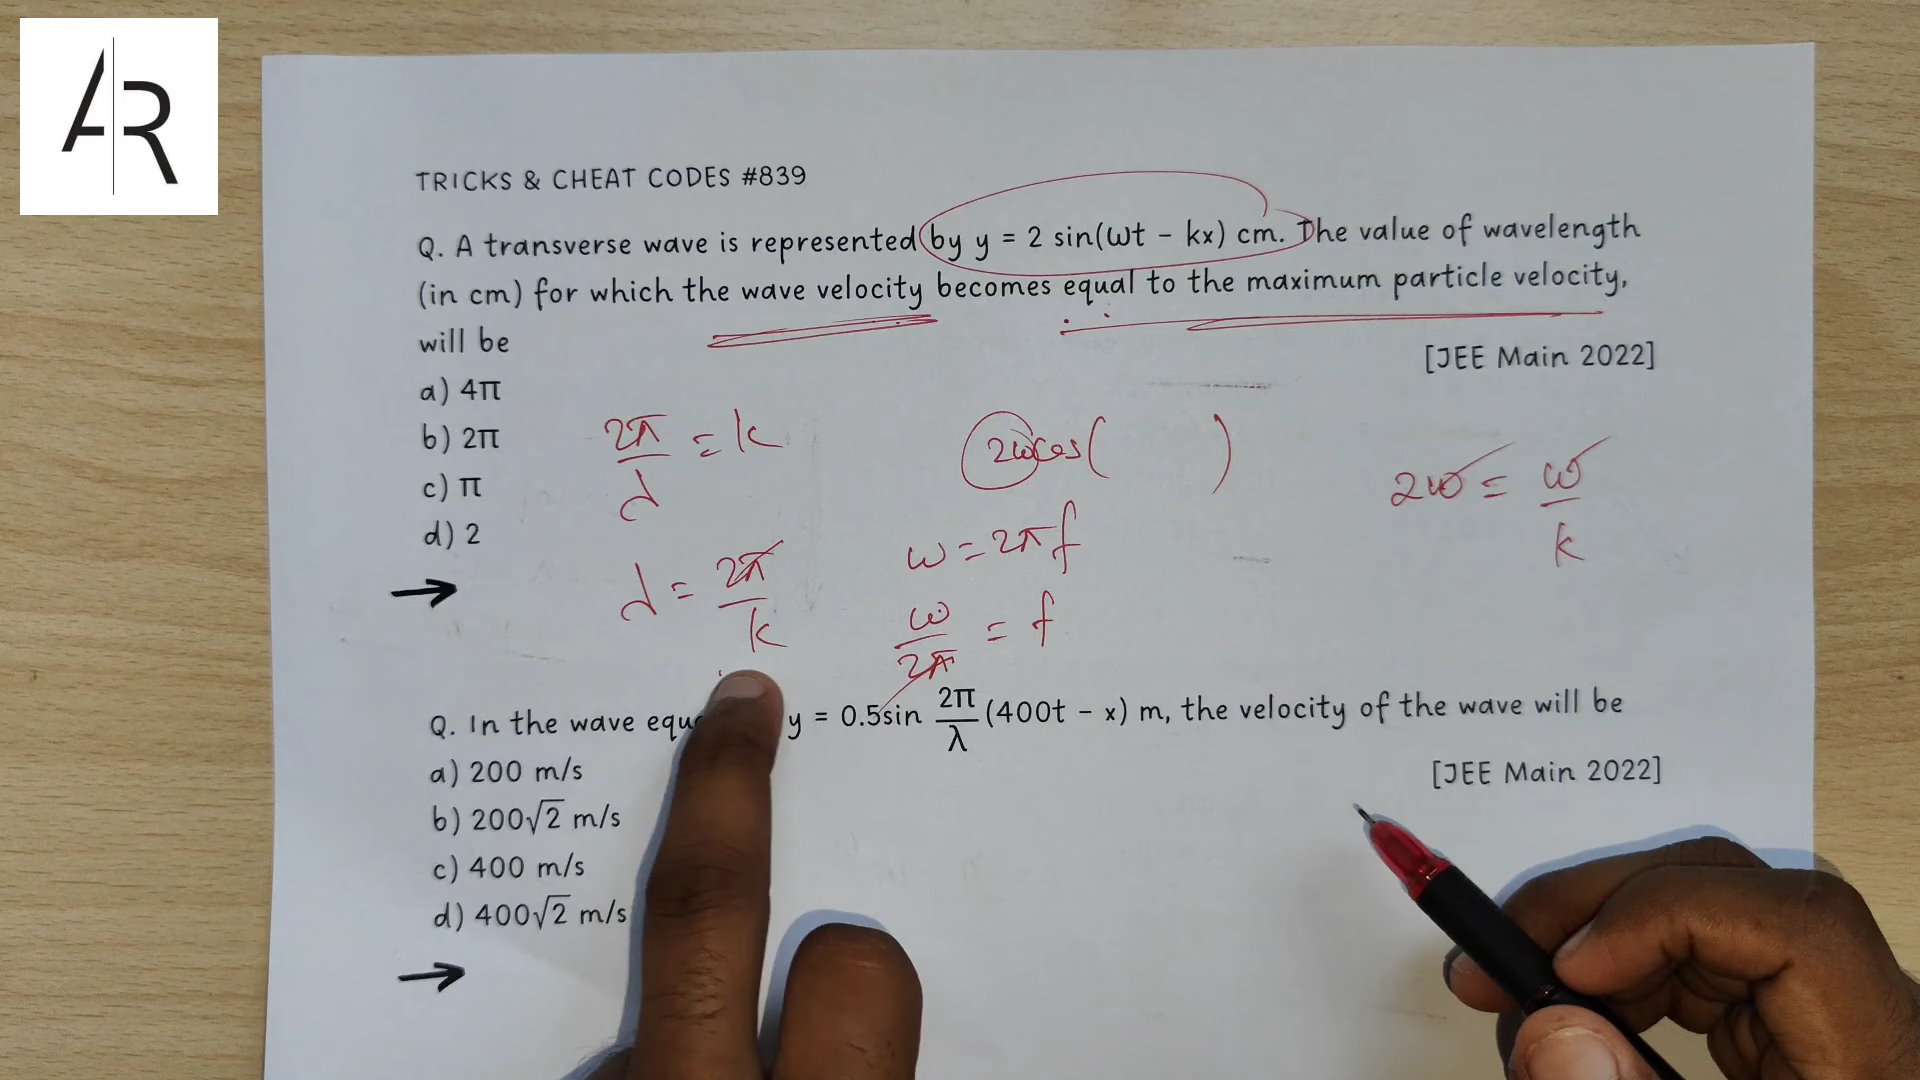 AR
TRICKS & CHEAT CODES #839
Q. A transverse wave is represented by y = 2 sin(ωt - kx) cm. The value of wavelength
(in cm) for which the wave velocity becomes equal to the maximum particle velocity,
will be
[JEE Main 2022]
a) 4π
b) 2π
c) π
d) 2
2π/λ = k
2ωcos( )
2ω = ω/k
λ = 2π/k
ω = 2πf
ω/2π = f
Q. In the wave equ y = 0.5sin 2π/λ (400t - x) m, the velocity of the wave will be
[JEE Main 2022]
a) 200 m/s
b) 200√2 m/s
c) 400 m/s
d) 400√2 m/s